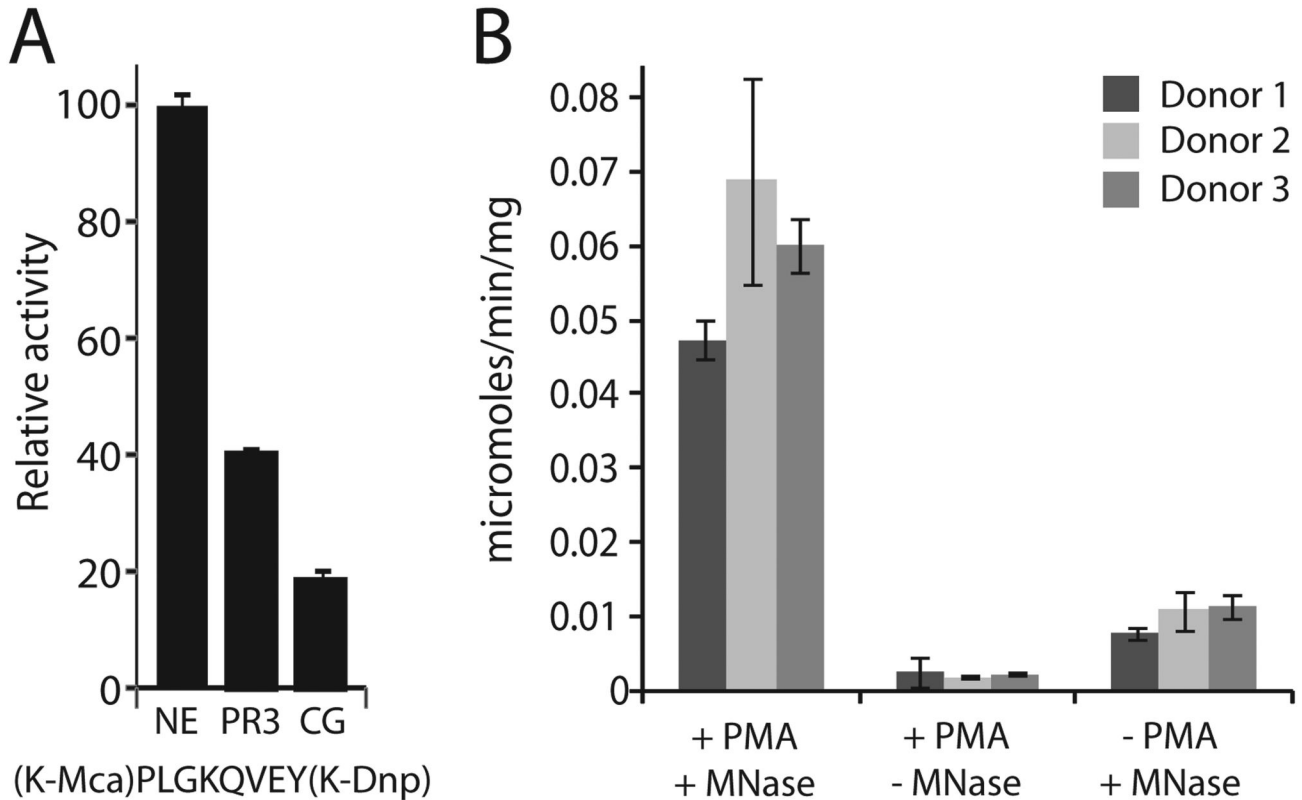 A
Relative activity
100
80
60
40
20
0
NE PR3 CG
(K-Mca)PLGKQVEY(K-Dnp)
B
micromoles/min/mg
0.08
0.07
0.06
0.05
0.04
0.03
0.02
0.01
0
Donor 1
Donor 2
Donor 3
+ PMA
+ MNase
+ PMA
- MNase
- PMA
+ MNase